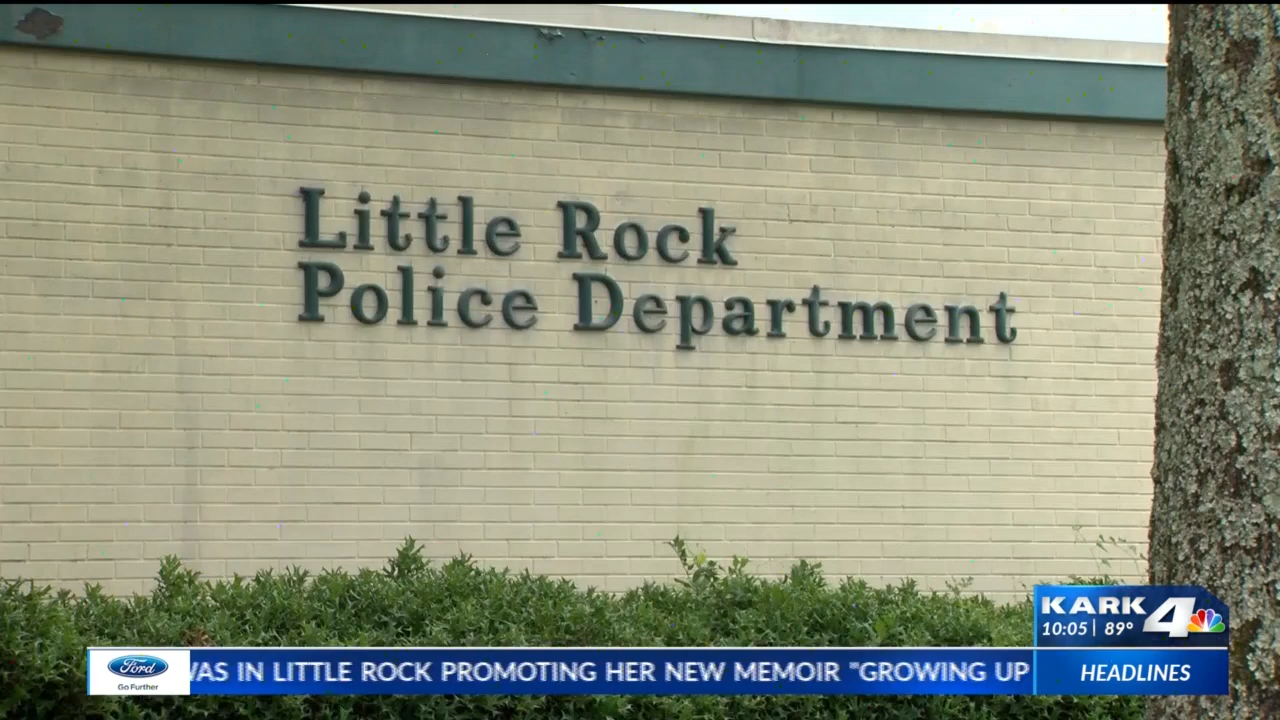 Little Rock
Police Department
KARK 4
10:05 | 89°
Ford
Go Further
WAS IN LITTLE ROCK PROMOTING HER NEW MEMOIR "GROWING UP
HEADLINES